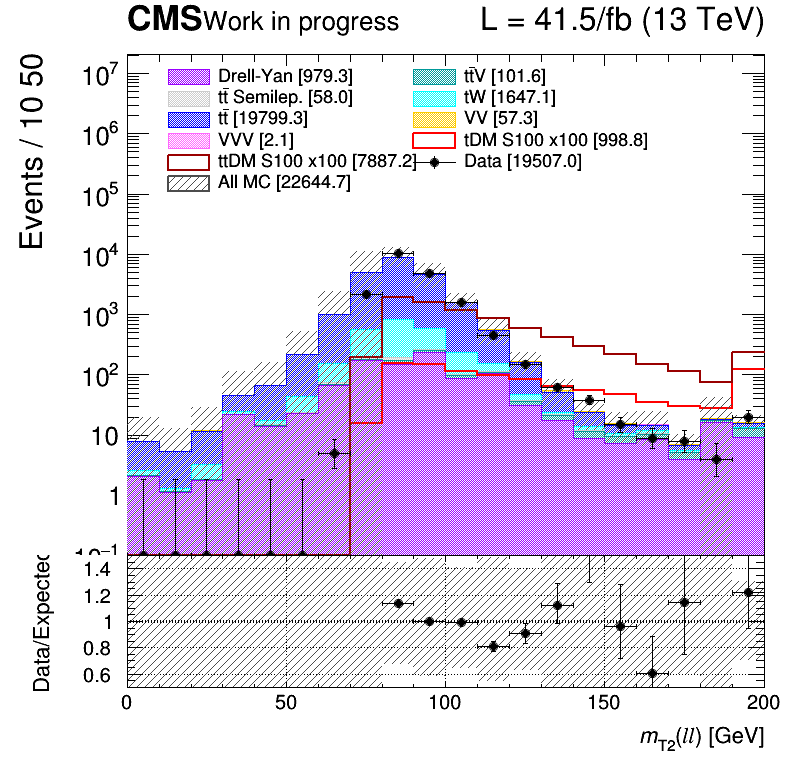 CMS Work in progress L = 41.5/fb (13 TeV)
Events / 10 50
10⁷
10⁶
10⁵
10⁴
10³
10²
10
1
10⁻¹
Drell-Yan [979.3] tt̄V [101.6]
tt̄ Semilep. [58.0] tW [1647.1]
tt̄ [19799.3] VV [57.3]
VVV [2.1] tDM S100 x100 [998.8]
ttDM S100 x100 [7887.2] Data [19507.0]
All MC [22644.7]
Data/Expected
1.4
1.2
1
0.8
0.6
0 50 100 150 200
m_T2(ll) [GeV]